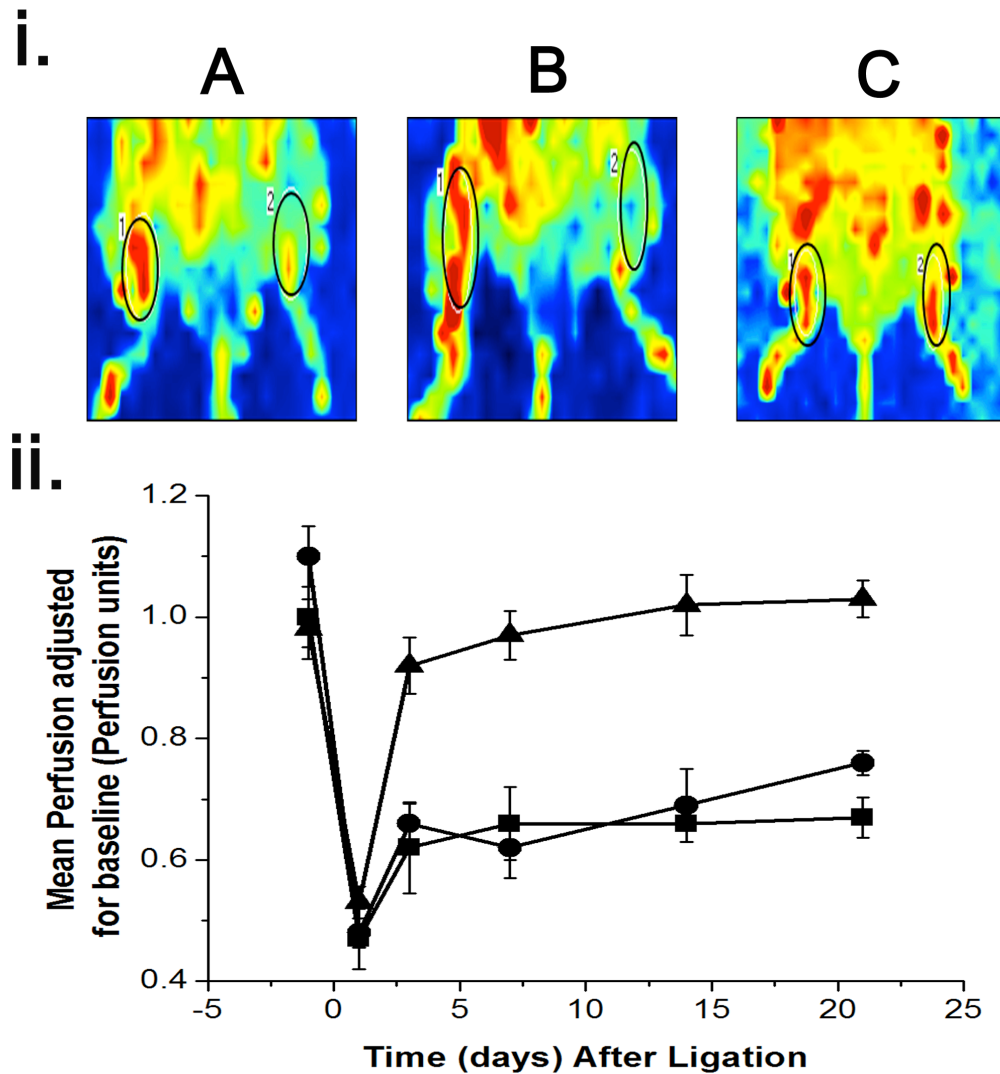 i.
A B C
1 2
1 2
1 2
ii.
1.2
1.0
0.8
0.6
0.4
Mean Perfusion adjusted
for baseline (Perfusion units)
-5 0 5 10 15 20 25
Time (days) After Ligation